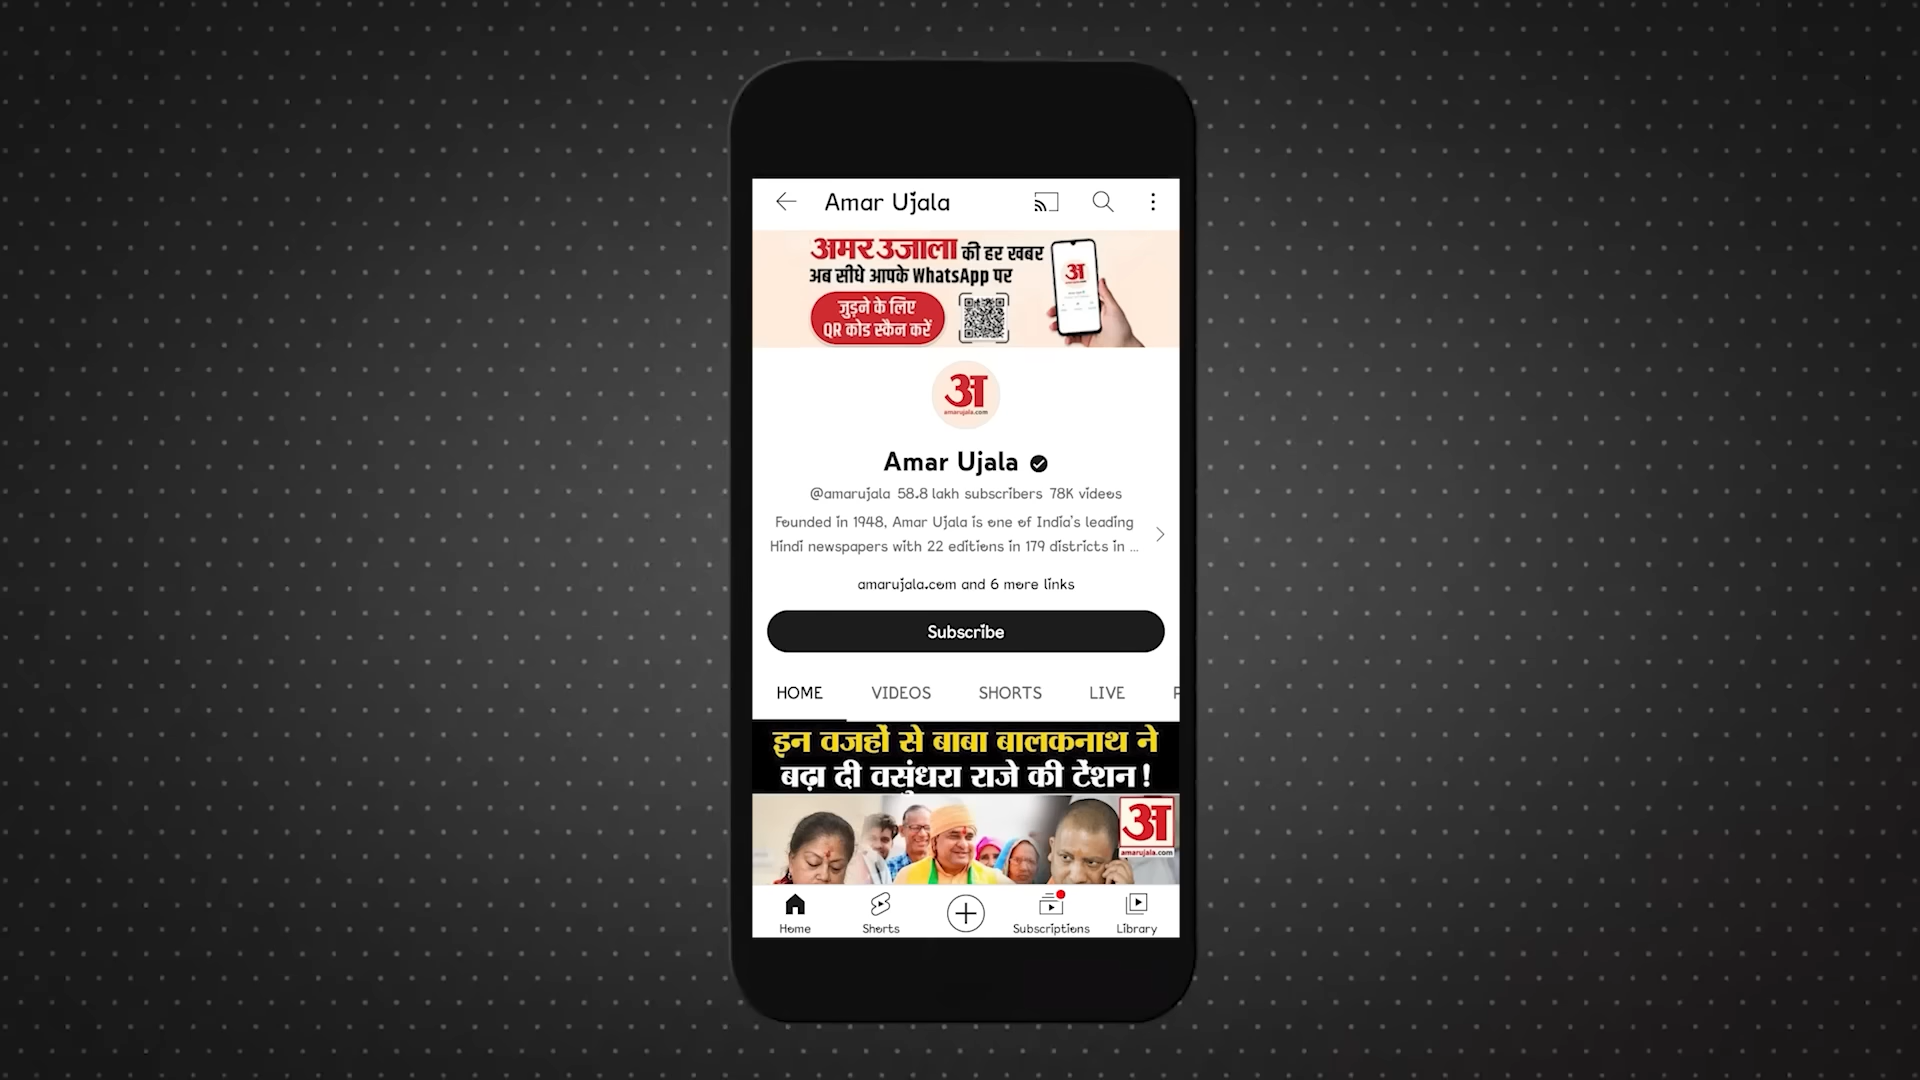 Amar Ujala
अमर उजाला की हर खबर
अब सीधे आपके WhatsApp पर
जुड़ने के लिए
QR कोड स्कैन करें
अ
अ
amarujala.com
Amar Ujala
@amarujala 58.8 lakh subscribers 78K videos
Founded in 1948, Amar Ujala is one of India's leading
Hindi newspapers with 22 editions in 179 districts in ...
amarujala.com and 6 more links
Subscribe
HOME VIDEOS SHORTS LIVE
इन वजहों से बाबा बालकनाथ ने
बढ़ा दी वसुंधरा राजे की टेंशन!
अ
amarujala.com
Home Shorts Subscriptions Library